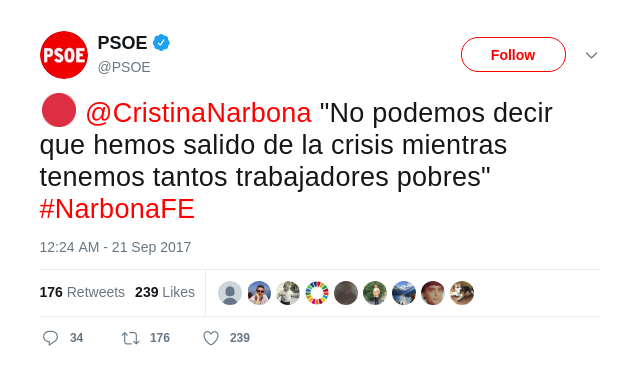 PSOE
PSOE
@PSOE
Follow
@CristinaNarbona "No podemos decir
que hemos salido de la crisis mientras
tenemos tantos trabajadores pobres"
#NarbonaFE
12:24 AM - 21 Sep 2017
176 Retweets 239 Likes
34 176 239